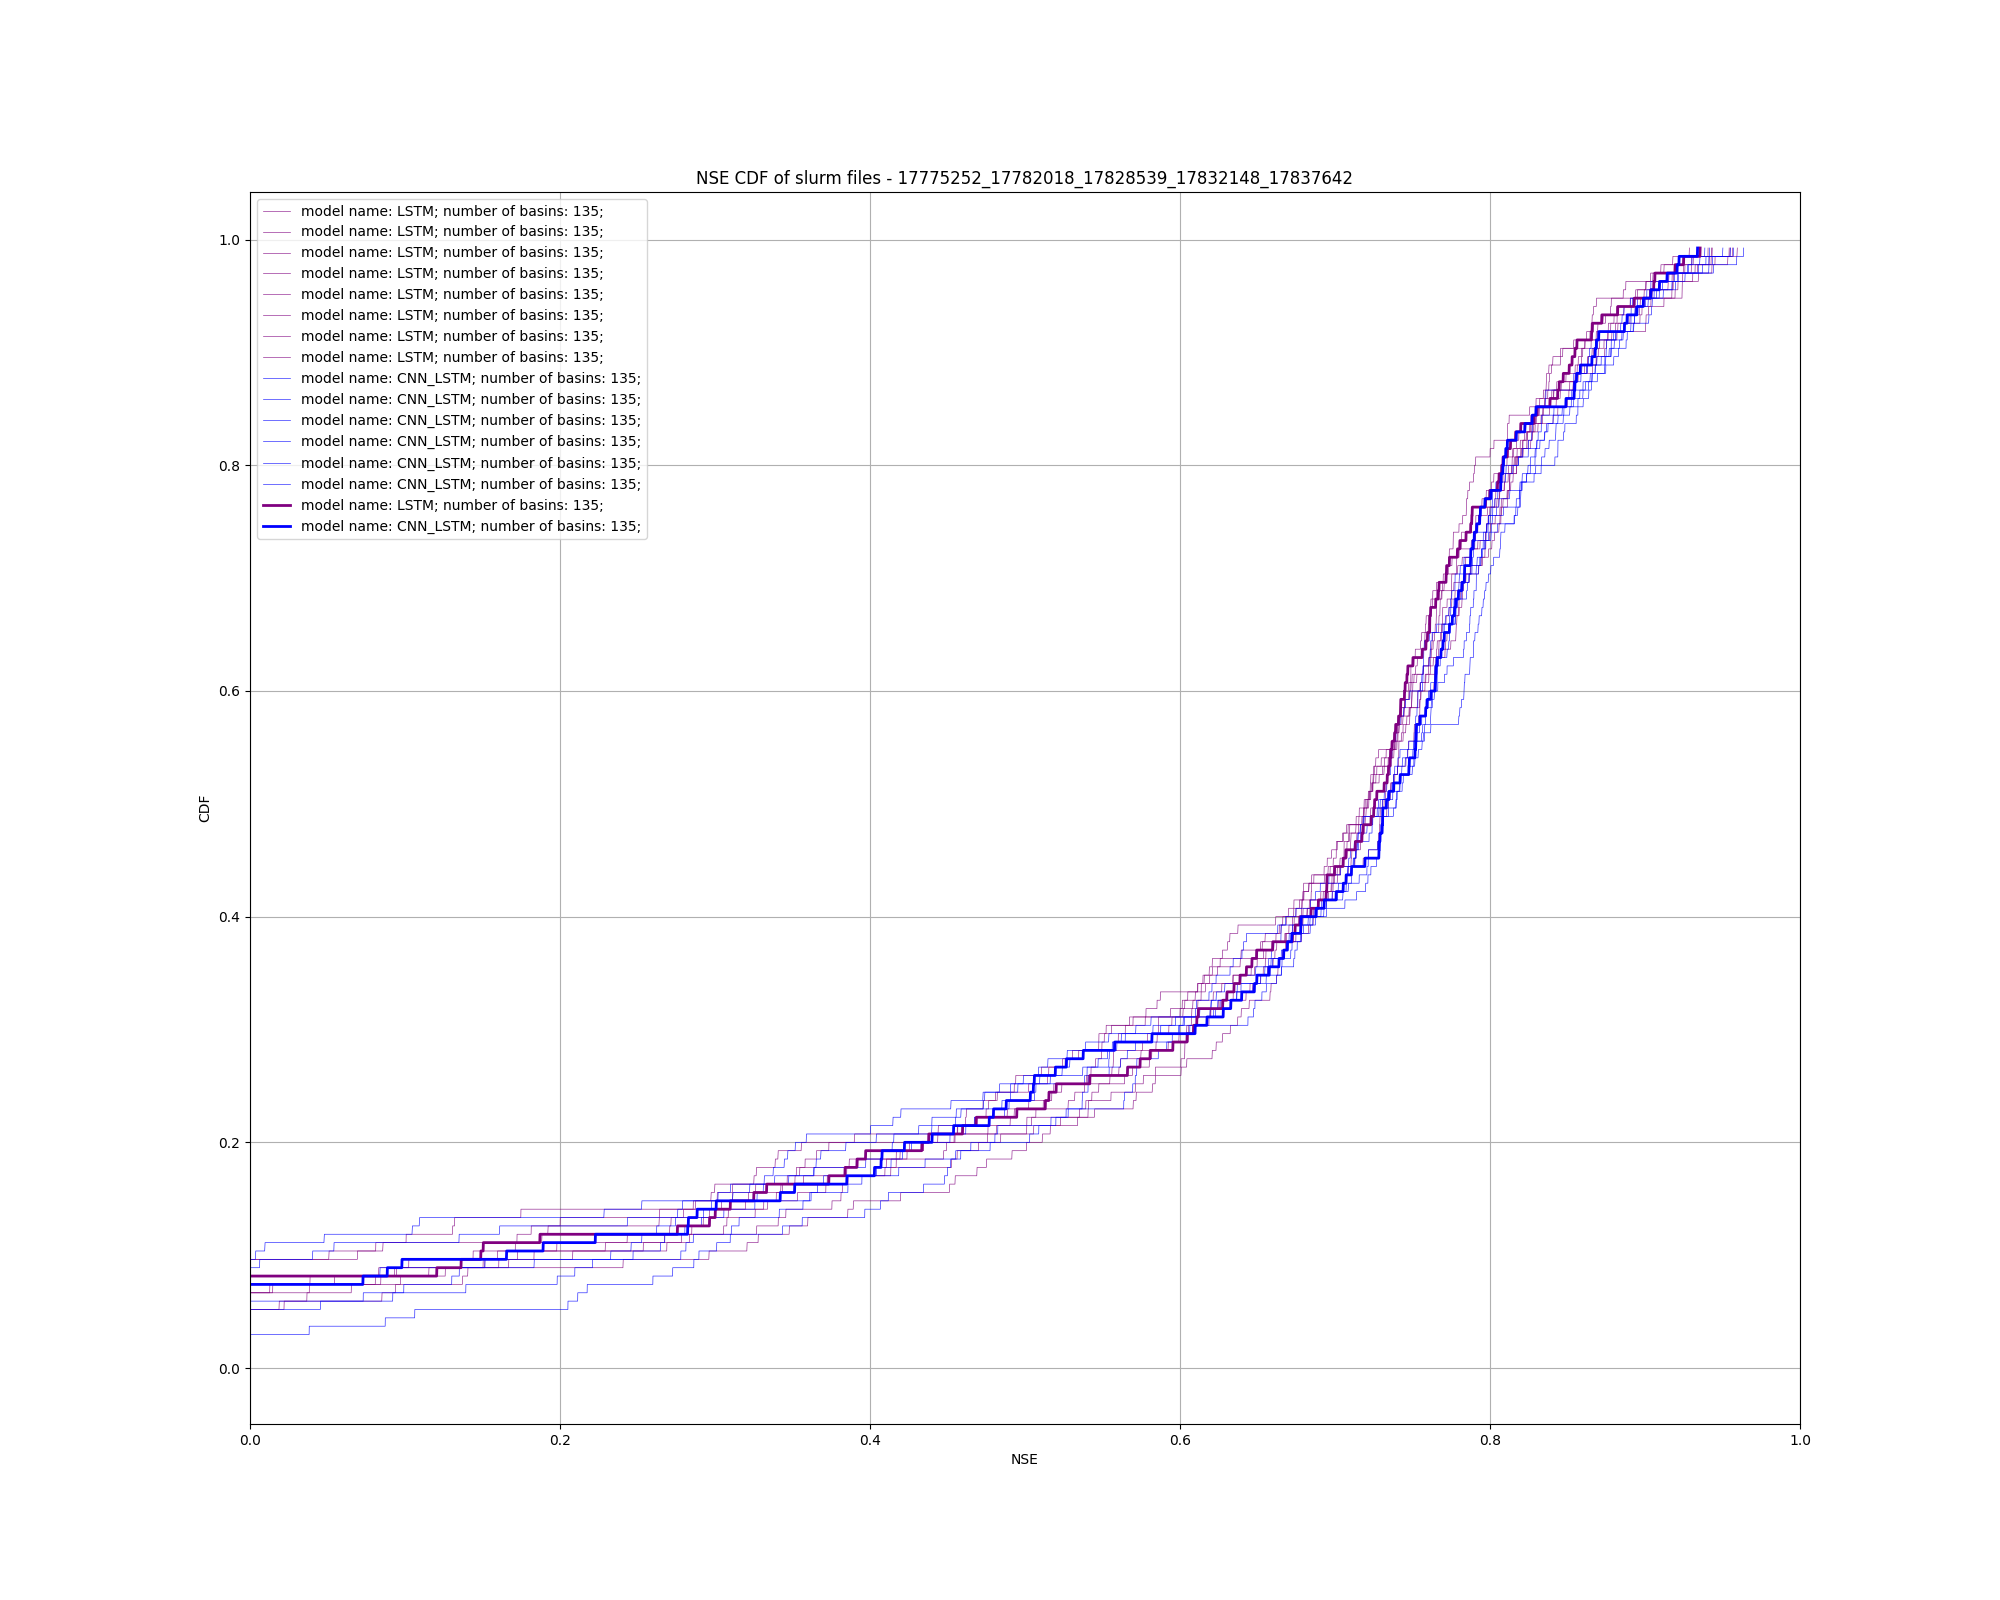 NSE CDF of slurm files - 17775252_17782018_17828539_17832148_17837642
model name: LSTM; number of basins: 135;
model name: LSTM; number of basins: 135;
model name: LSTM; number of basins: 135;
model name: LSTM; number of basins: 135;
model name: LSTM; number of basins: 135;
model name: LSTM; number of basins: 135;
model name: LSTM; number of basins: 135;
model name: LSTM; number of basins: 135;
model name: CNN_LSTM; number of basins: 135;
model name: CNN_LSTM; number of basins: 135;
model name: CNN_LSTM; number of basins: 135;
model name: CNN_LSTM; number of basins: 135;
model name: CNN_LSTM; number of basins: 135;
model name: CNN_LSTM; number of basins: 135;
model name: LSTM; number of basins: 135;
model name: CNN_LSTM; number of basins: 135;
1.0
0.8
0.6
0.4
0.2
0.0
CDF
0.0 0.2 0.4 0.6 0.8 1.0
NSE